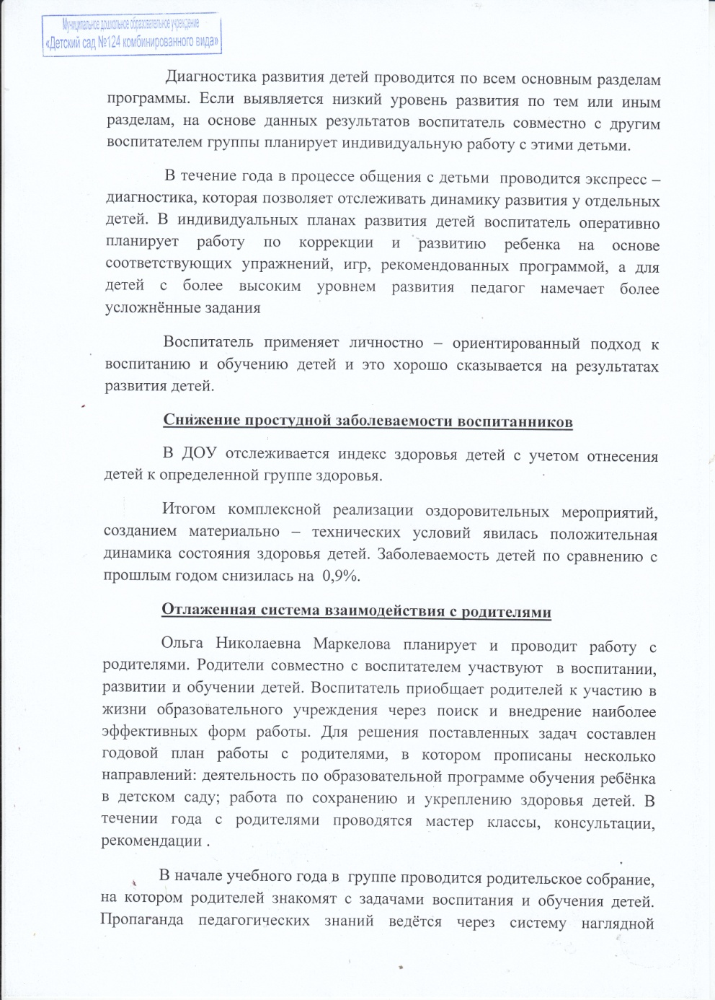 Муниципальное дошкольное образовательное учреждение
«Детский сад №124 комбинированного вида»
Диагностика развития детей проводится по всем основным разделам
программы. Если выявляется низкий уровень развития по тем или иным
разделам, на основе данных результатов воспитатель совместно с другим
воспитателем группы планирует индивидуальную работу с этими детьми.
В течение года в процессе общения с детьми проводится экспресс –
диагностика, которая позволяет отслеживать динамику развития у отдельных
детей. В индивидуальных планах развития детей воспитатель оперативно
планирует работу по коррекции и развитию ребенка на основе
соответствующих упражнений, игр, рекомендованных программой, а для
детей с более высоким уровнем развития педагог намечает более
усложнённые задания
Воспитатель применяет личностно – ориентированный подход к
воспитанию и обучению детей и это хорошо сказывается на результатах
развития детей.
Снижение простудной заболеваемости воспитанников
В ДОУ отслеживается индекс здоровья детей с учетом отнесения
детей к определенной группе здоровья.
Итогом комплексной реализации оздоровительных мероприятий,
созданием материально – технических условий явилась положительная
динамика состояния здоровья детей. Заболеваемость детей по сравнению с
прошлым годом снизилась на 0,9%.
Отлаженная система взаимодействия с родителями
Ольга Николаевна Маркелова планирует и проводит работу с
родителями. Родители совместно с воспитателем участвуют в воспитании,
развитии и обучении детей. Воспитатель приобщает родителей к участию в
жизни образовательного учреждения через поиск и внедрение наиболее
эффективных форм работы. Для решения поставленных задач составлен
годовой план работы с родителями, в котором прописаны несколько
направлений: деятельность по образовательной программе обучения ребёнка
в детском саду; работа по сохранению и укреплению здоровья детей. В
течении года с родителями проводятся мастер классы, консультации,
рекомендации .
В начале учебного года в группе проводится родительское собрание,
на котором родителей знакомят с задачами воспитания и обучения детей.
Пропаганда педагогических знаний ведётся через систему наглядной